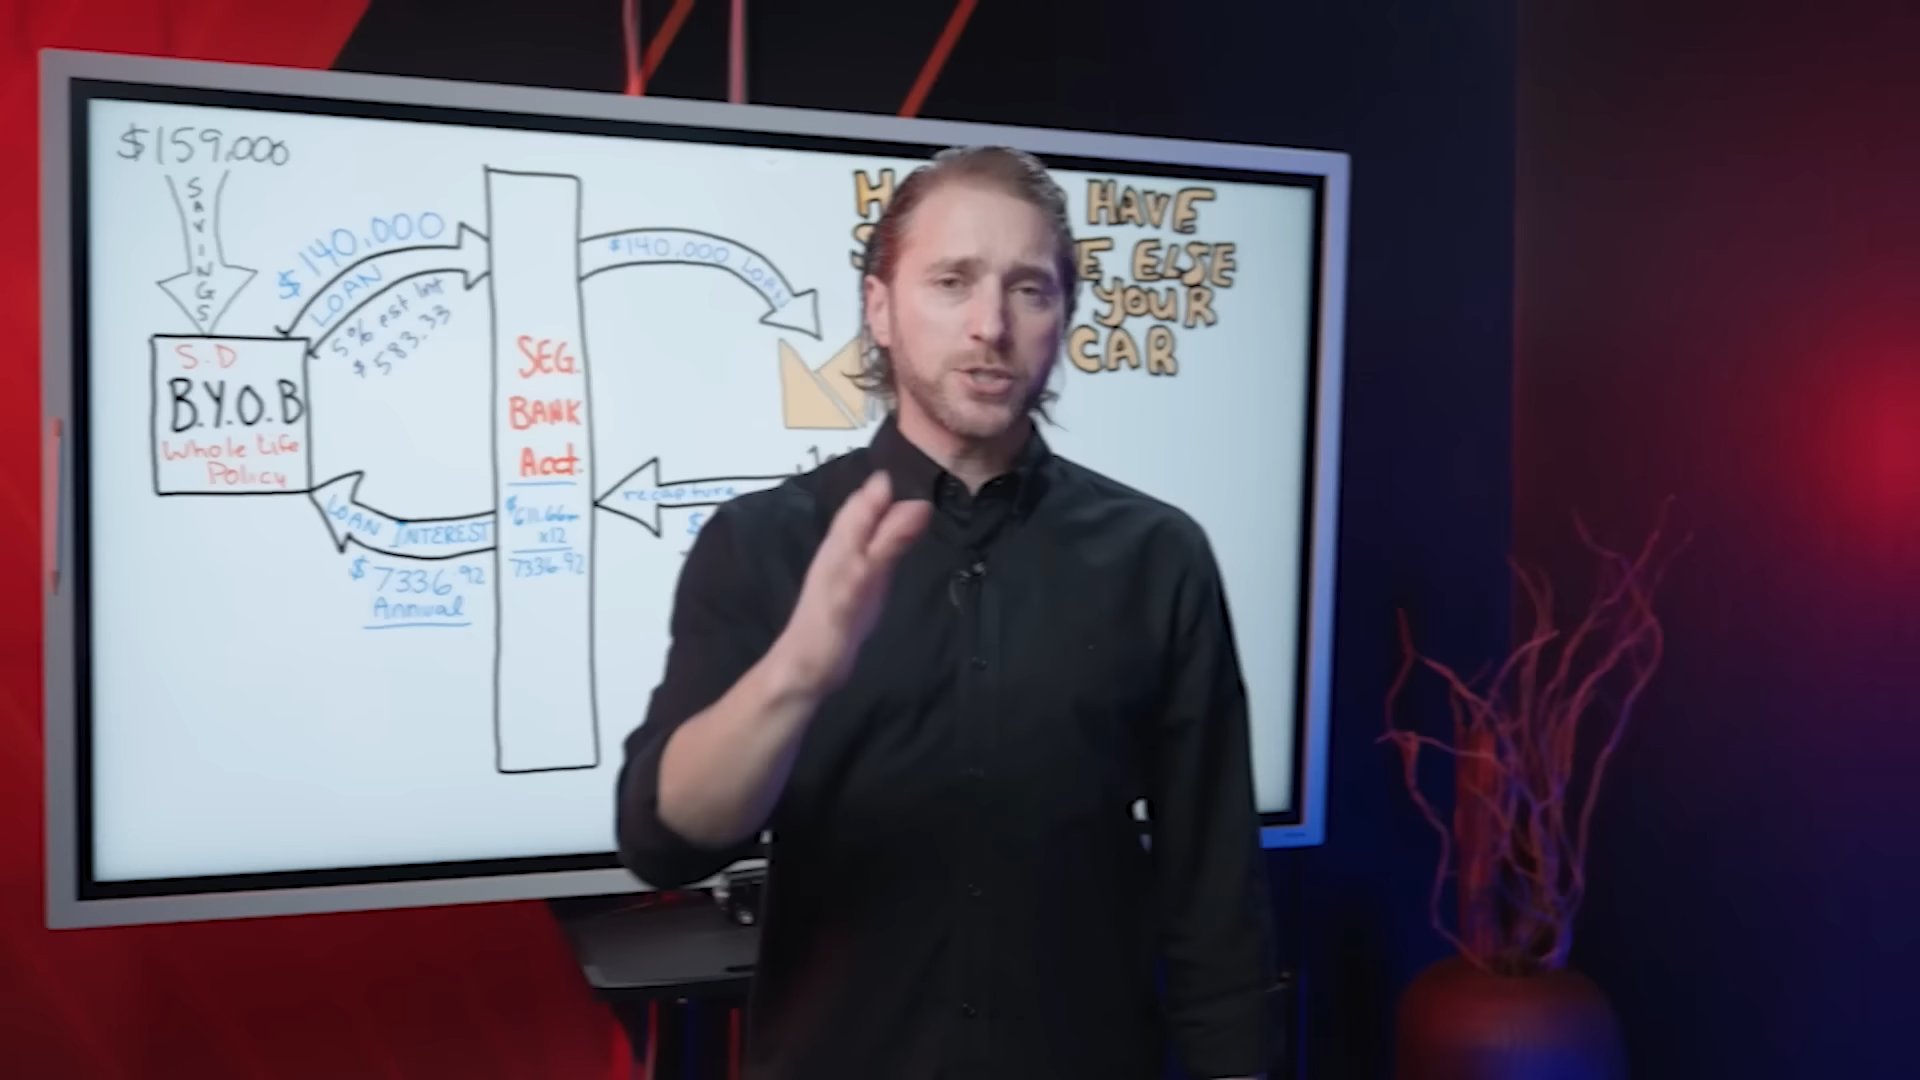 $159,000
SAVINGS
$140,000
LOAN
5% est Int
$583.33
S.D
B.Y.O.B
Whole Life
Policy
LOAN INTEREST
$7336.92
Annual
SEG.
BANK
Acct.
$611.66
x12
7336.92
$140,000 LOAN
recapture
$
HAVE
ELSE
YOUR
CAR